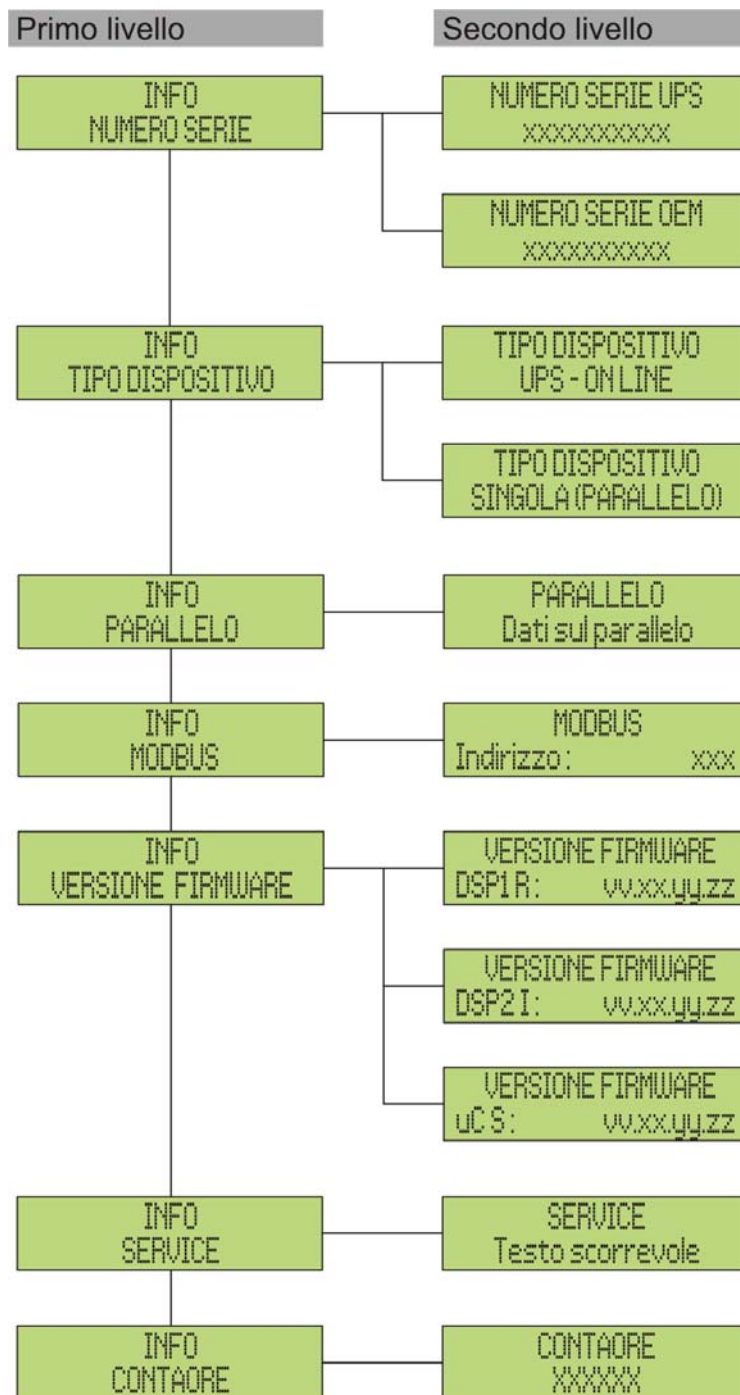 Primo livello
Secondo livello
INFO
NUMERO SERIE
NUMERO SERIE UPS
xxxxxxxxxxx
NUMERO SERIE OEM
xxxxxxxxxxx
INFO
TIPO DISPOSITIVO
TIPO DISPOSITIVO
UPS - ON LINE
TIPO DISPOSITIVO
SINGOLA (PARALLELO)
INFO
PARALLELO
PARALLELO
Dati sul parallelo
INFO
MODBUS
MODBUS
Indirizzo: xxx
INFO
VERSIONE FIRMWARE
VERSIONE FIRMWARE
DSP1 R: vv.xx.yy.zz
VERSIONE FIRMWARE
DSP2 I: vv.xx.yy.zz
VERSIONE FIRMWARE
uC S: vv.xx.yy.zz
INFO
SERVICE
SERVICE
Testo scorrevole
INFO
CONTAORE
CONTAORE
XXXXXX